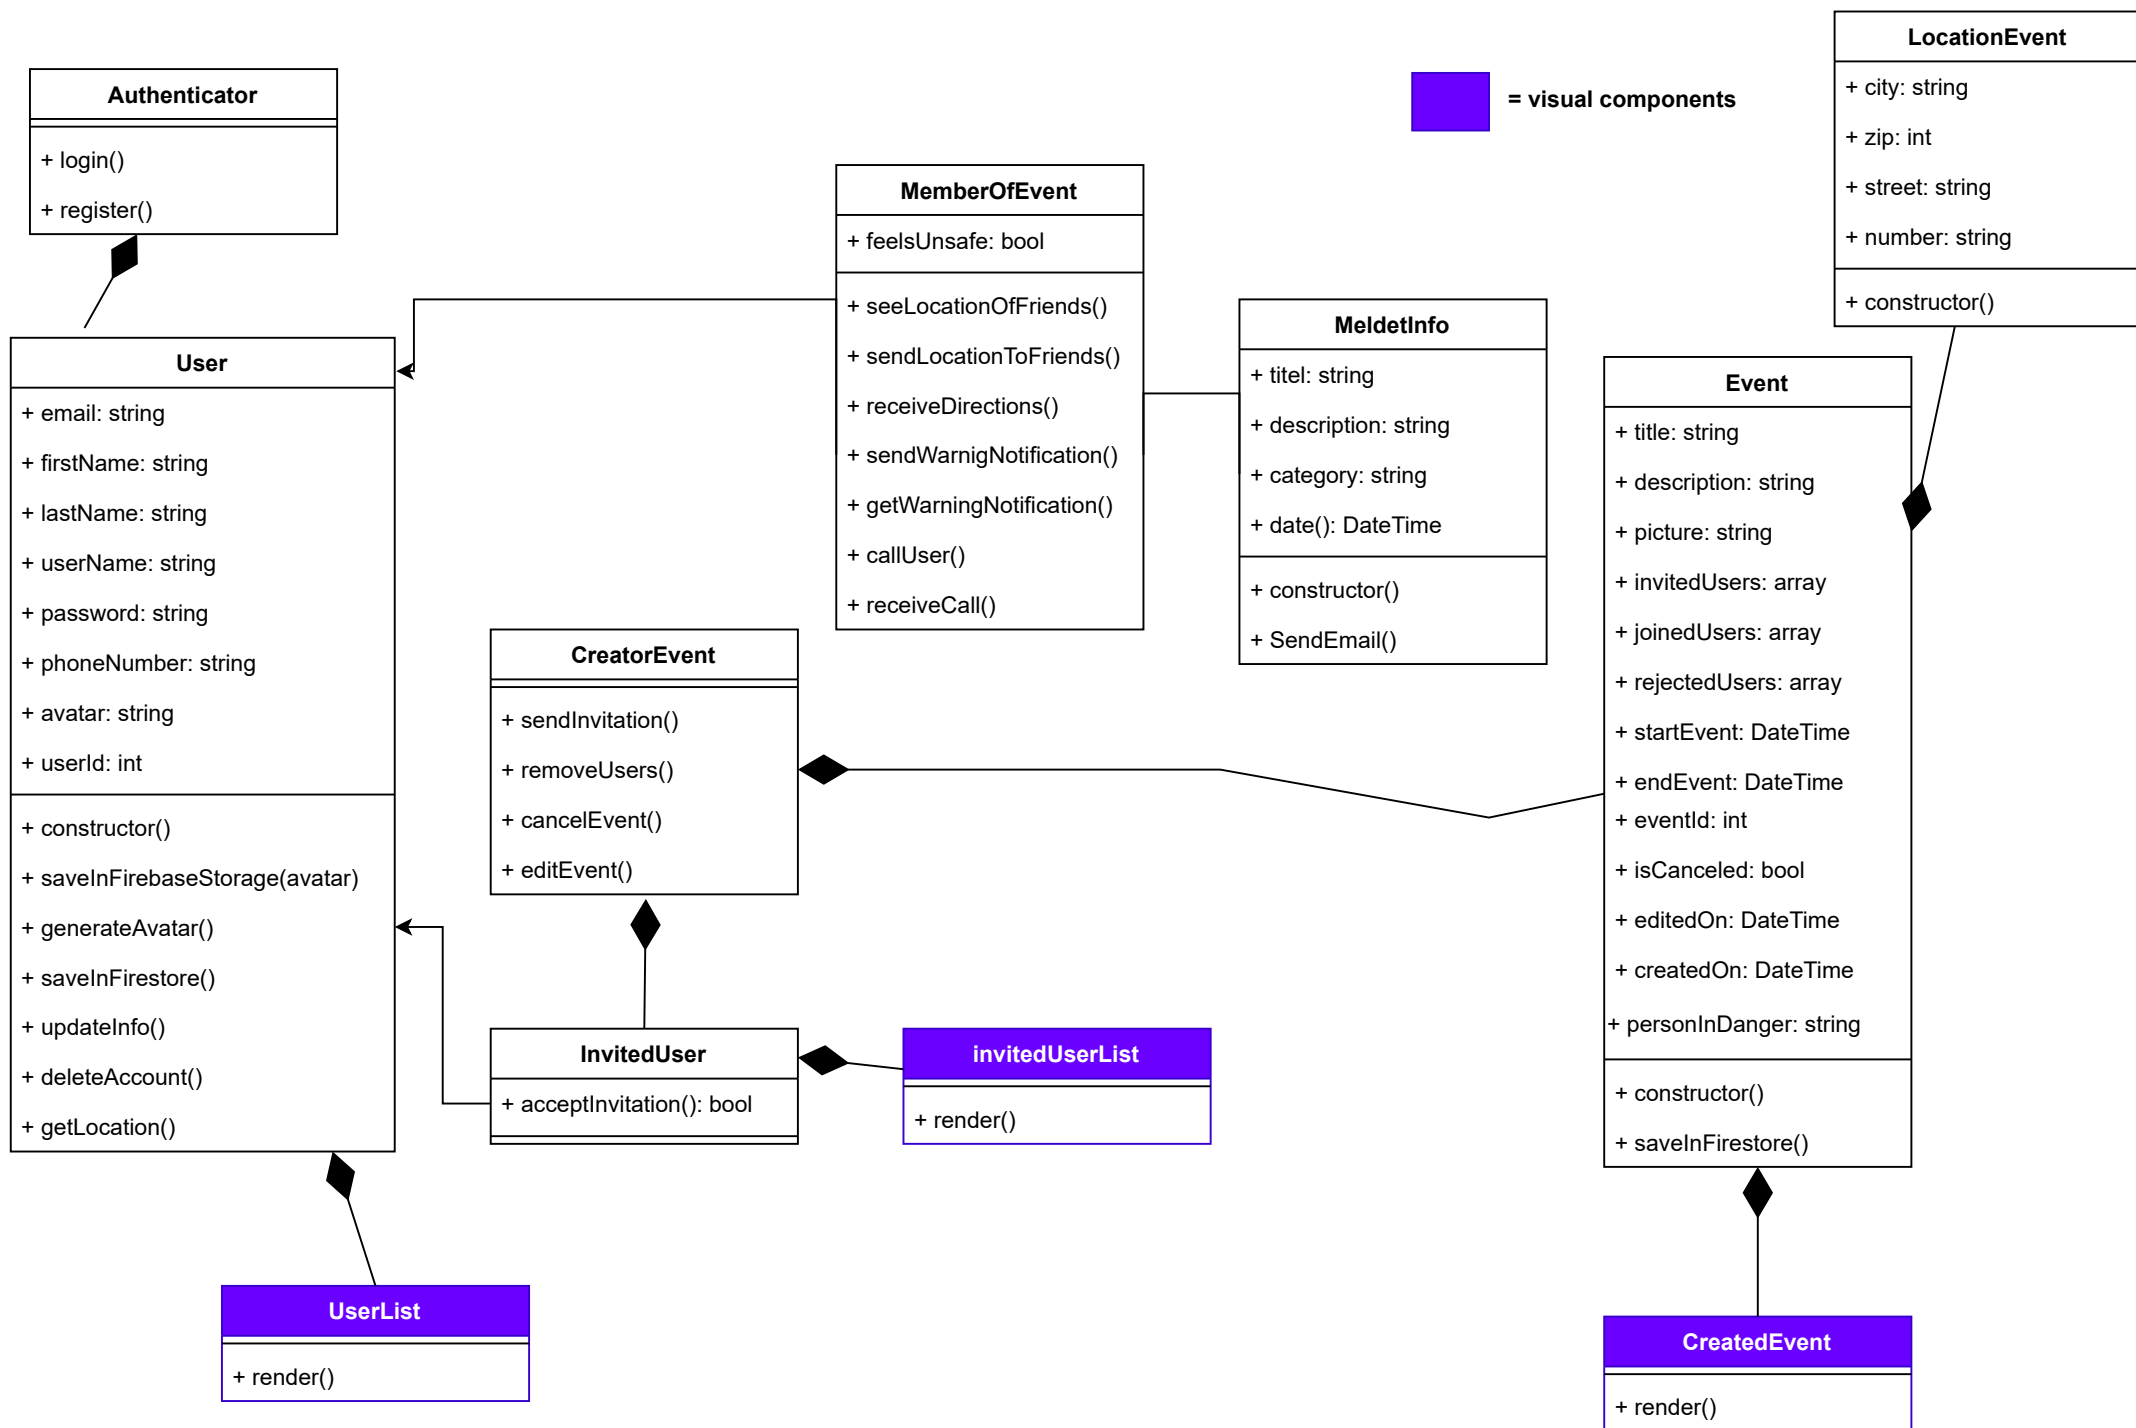 Authenticator
+ login()
+ register()
User
+ email: string
+ firstName: string
+ lastName: string
+ userName: string
+ password: string
+ phoneNumber: string
+ avatar: string
+ userId: int
+ constructor()
+ saveInFirebaseStorage(avatar)
+ generateAvatar()
+ saveInFirestore()
+ updateInfo()
+ deleteAccount()
+ getLocation()
UserList
+ render()
CreatorEvent
+ sendInvitation()
+ removeUsers()
+ cancelEvent()
+ editEvent()
InvitedUser
+ acceptInvitation(): bool
invitedUserList
+ render()
MemberOfEvent
+ feelsUnsafe: bool
+ seeLocationOfFriends()
+ sendLocationToFriends()
+ receiveDirections()
+ sendWarnigNotification()
+ getWarningNotification()
+ callUser()
+ receiveCall()
MeldetInfo
+ titel: string
+ description: string
+ category: string
+ date(): DateTime
+ constructor()
+ SendEmail()
= visual components
LocationEvent
+ city: string
+ zip: int
+ street: string
+ number: string
+ constructor()
Event
+ title: string
+ description: string
+ picture: string
+ invitedUsers: array
+ joinedUsers: array
+ rejectedUsers: array
+ startEvent: DateTime
+ endEvent: DateTime
+ eventId: int
+ isCanceled: bool
+ editedOn: DateTime
+ createdOn: DateTime
+ personInDanger: string
+ constructor()
+ saveInFirestore()
CreatedEvent
+ render()